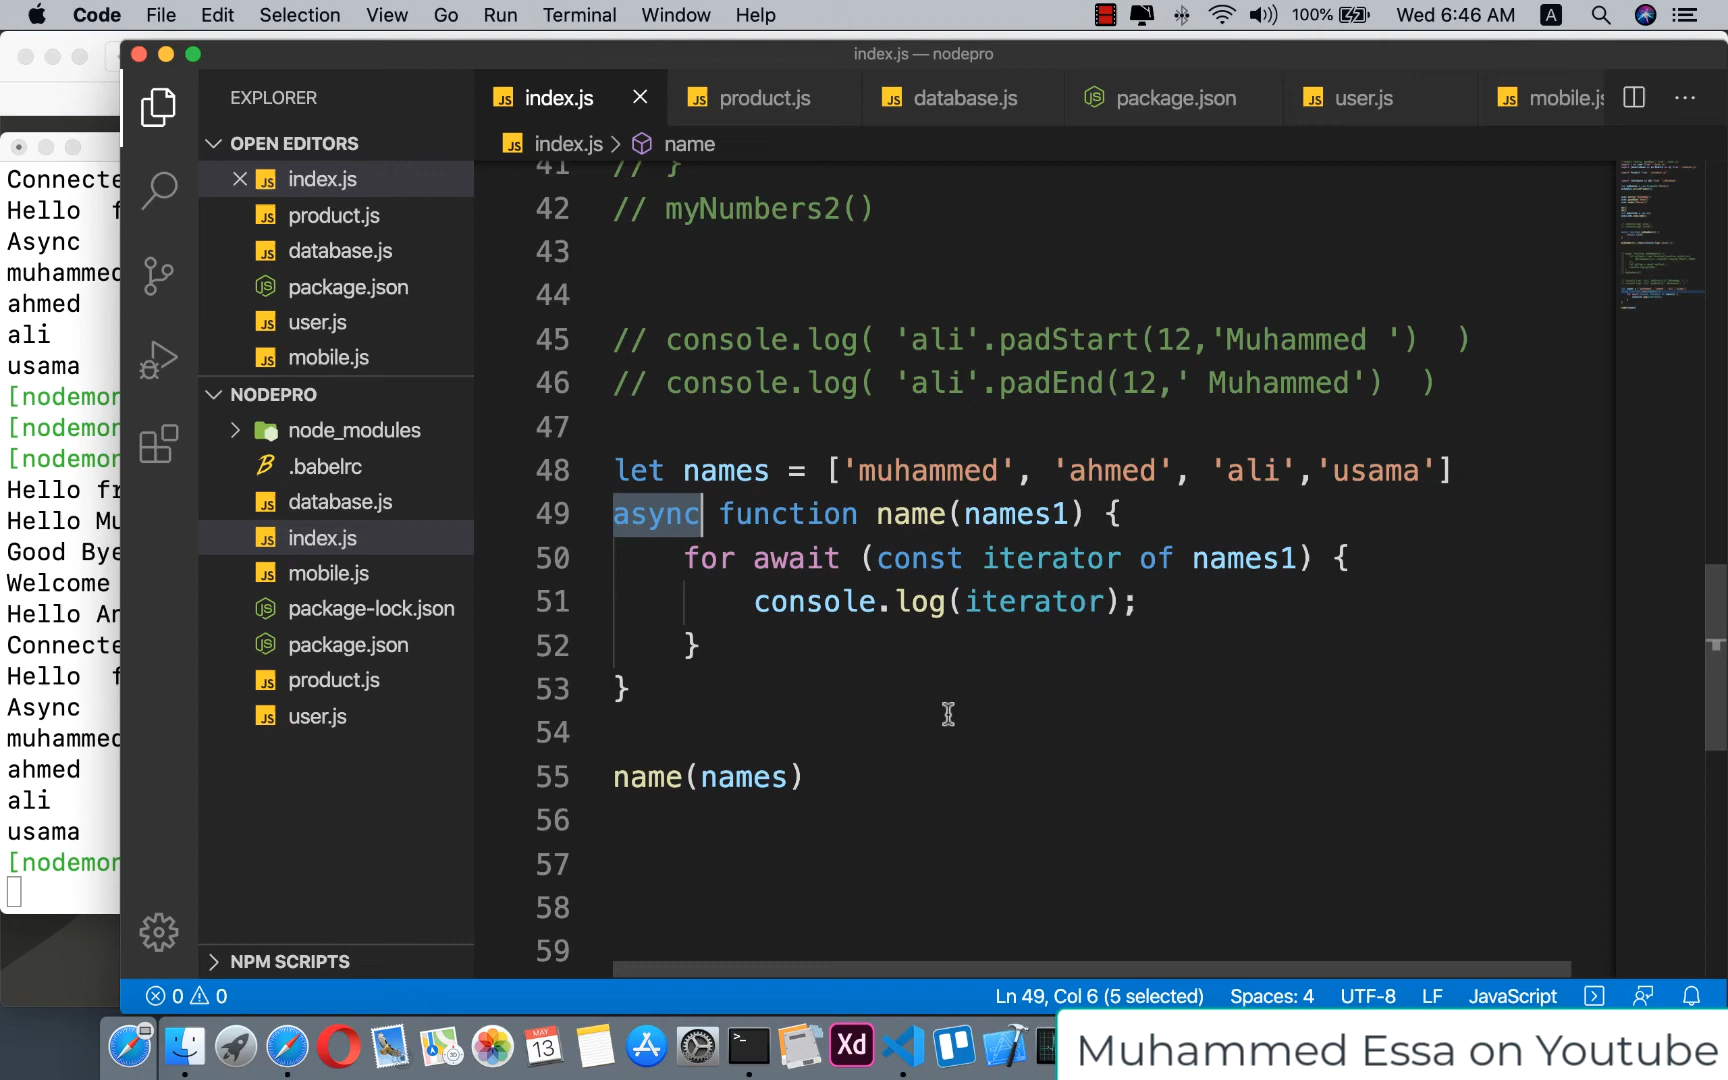 Code File Edit Selection View Go Run Terminal Window Help 100% Wed 6:46 AM A
index.js — nodepro
Connecte
Hello f
Async
muhammed
ahmed
ali
usama
[nodemon
[nodemon
[nodemon
Hello fr
Hello Mu
Good Bye
Welcome
Hello Ar
Connecte
Hello f
Async
muhammed
ahmed
ali
usama
[nodemon
EXPLORER
OPEN EDITORS
index.js
product.js
database.js
package.json
user.js
mobile.js
NODEPRO
node_modules
.babelrc
database.js
index.js
mobile.js
package-lock.json
package.json
product.js
user.js
NPM SCRIPTS
index.js product.js database.js package.json user.js mobile.js
index.js > name
41 // }
42 // myNumbers2()
43
44
45 // console.log( 'ali'.padStart(12,'Muhammed ') )
46 // console.log( 'ali'.padEnd(12,' Muhammed') )
47
48 let names = ['muhammed', 'ahmed', 'ali','usama']
49 async function name(names1) {
50 for await (const iterator of names1) {
51 console.log(iterator);
52 }
53 }
54
55 name(names)
56
57
58
59
0 0 Ln 49, Col 6 (5 selected) Spaces: 4 UTF-8 LF JavaScript
MAY
13
Xd
Muhammed Essa on Youtube